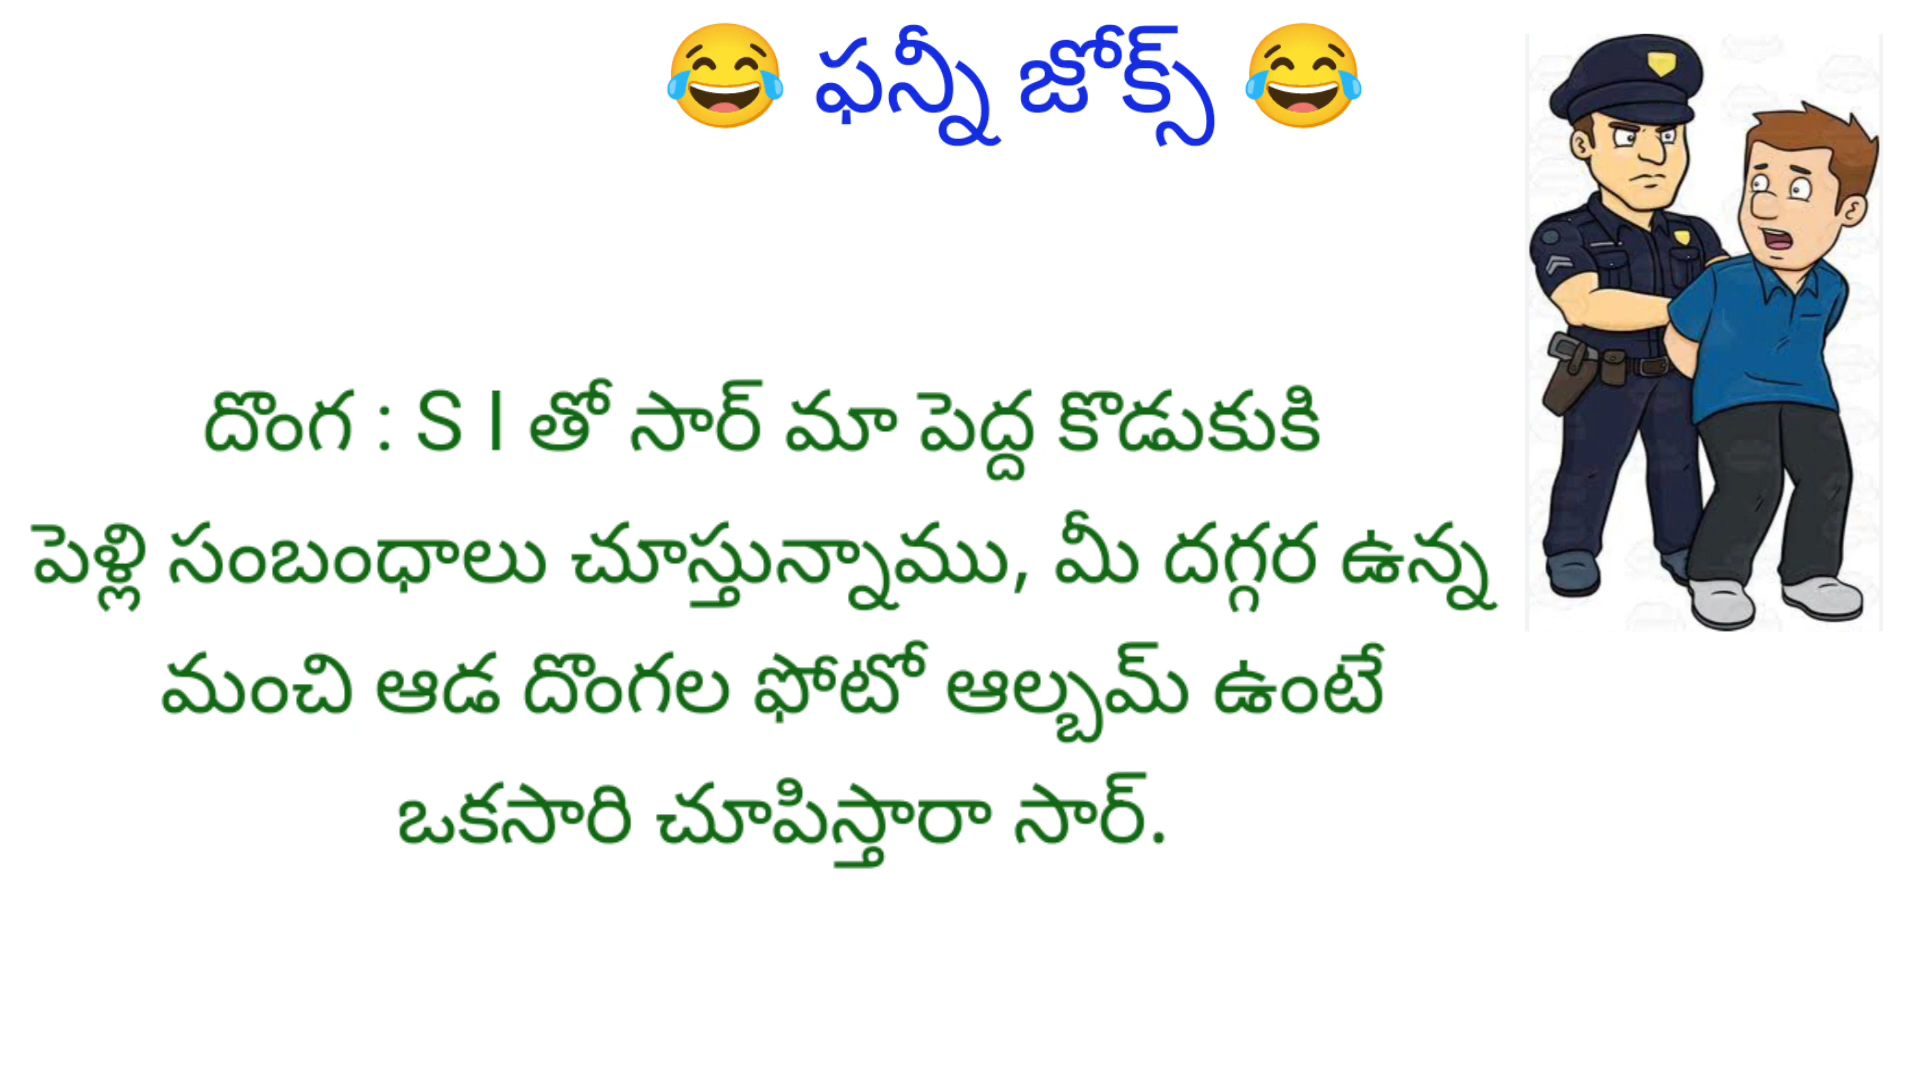 😂 ఫన్నీ జోక్స్ 😂
దొంగ : S I తో సార్ మా పెద్ద కొడుకుకి
పెళ్లి సంబంధాలు చూస్తున్నాము, మీ దగ్గర ఉన్న
మంచి ఆడ దొంగల ఫోటో ఆల్బమ్ ఉంటే
ఒకసారి చూపిస్తారా సార్.